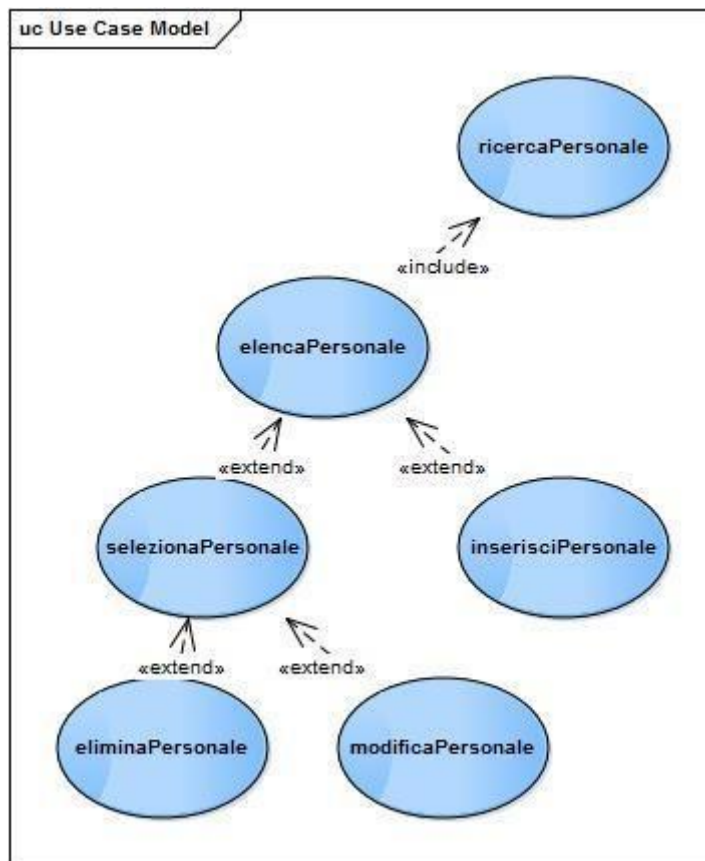 uc Use Case Model
ricercaPersonale
«include»
elencaPersonale
«extend»
«extend»
selezionaPersonale
inserisciPersonale
«extend»
«extend»
eliminaPersonale
modificaPersonale